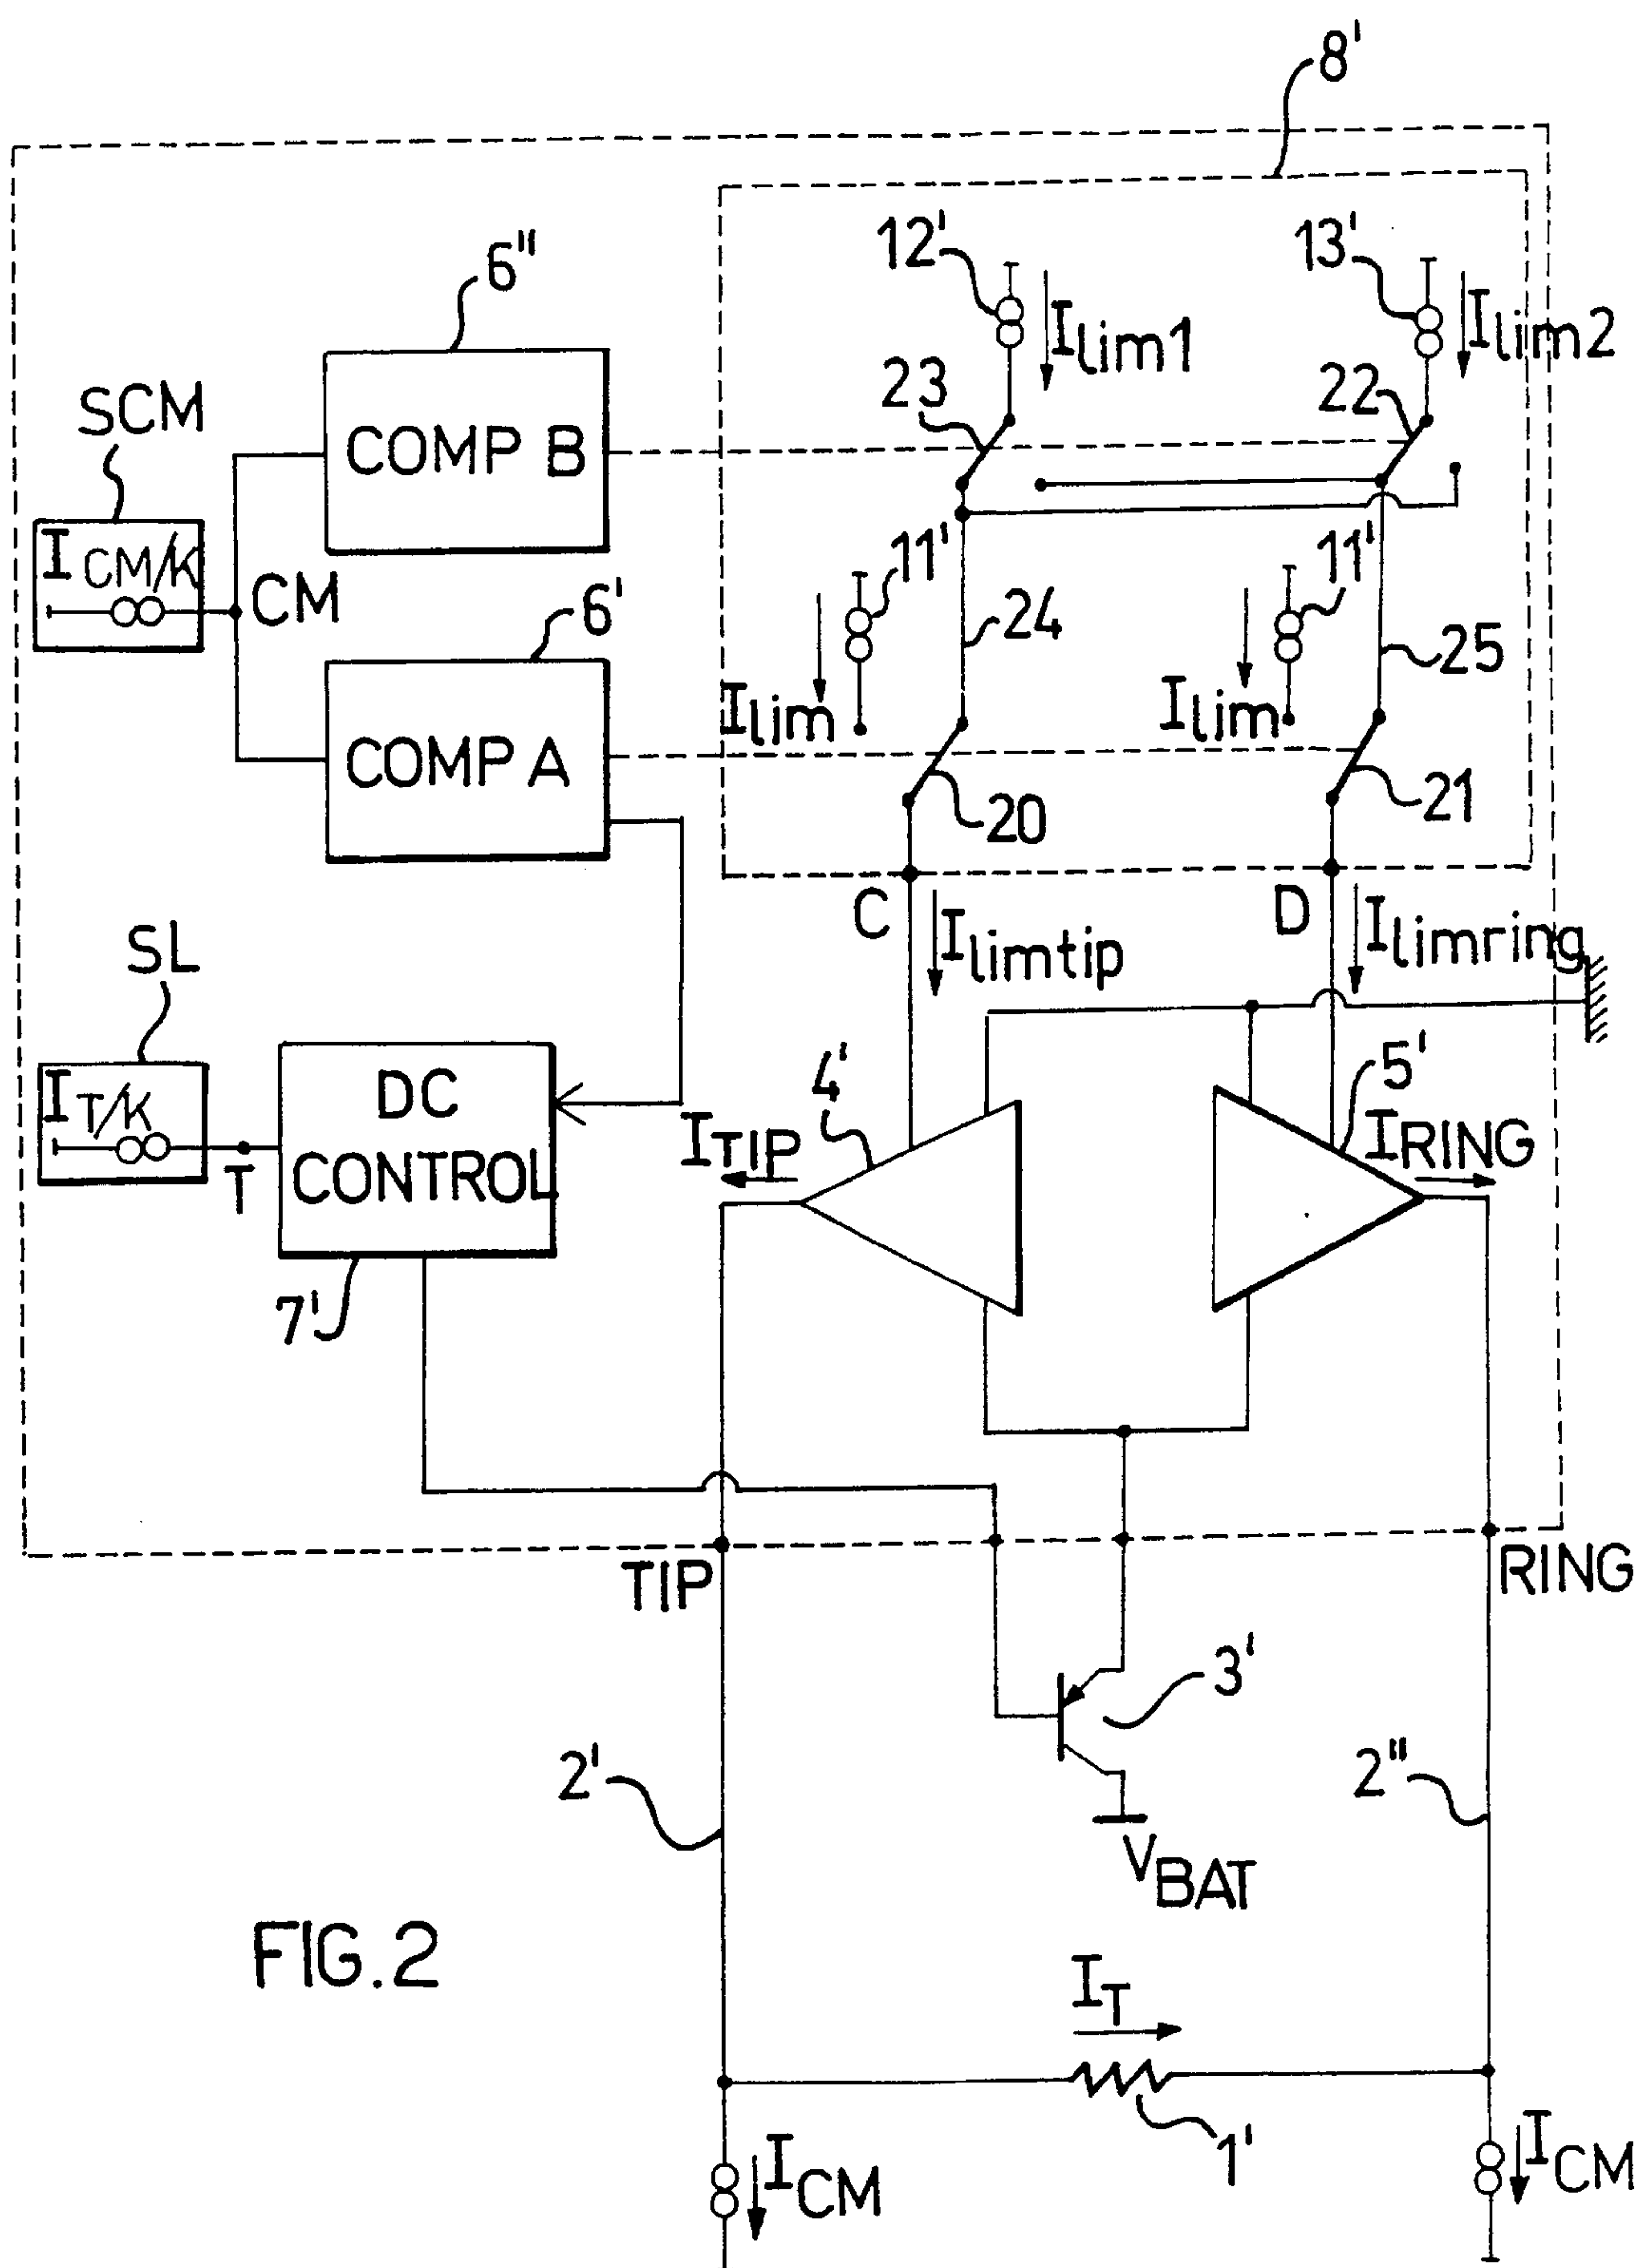 8'
12'
13'
6"
Ilim1
Ilim2
23
22
SCM
COMP B
ICM/K
CM
11'
11'
6'
24
25
Ilim
Ilim
COMP A
20
21
C
D
Ilimtip
Ilimring
SL
4'
5'
IT/K
DC
CONTROL
T
ITIP
IRING
7'
TIP
RING
3'
2'
2"
VBAT
FIG.2
IT
1'
ICM
ICM